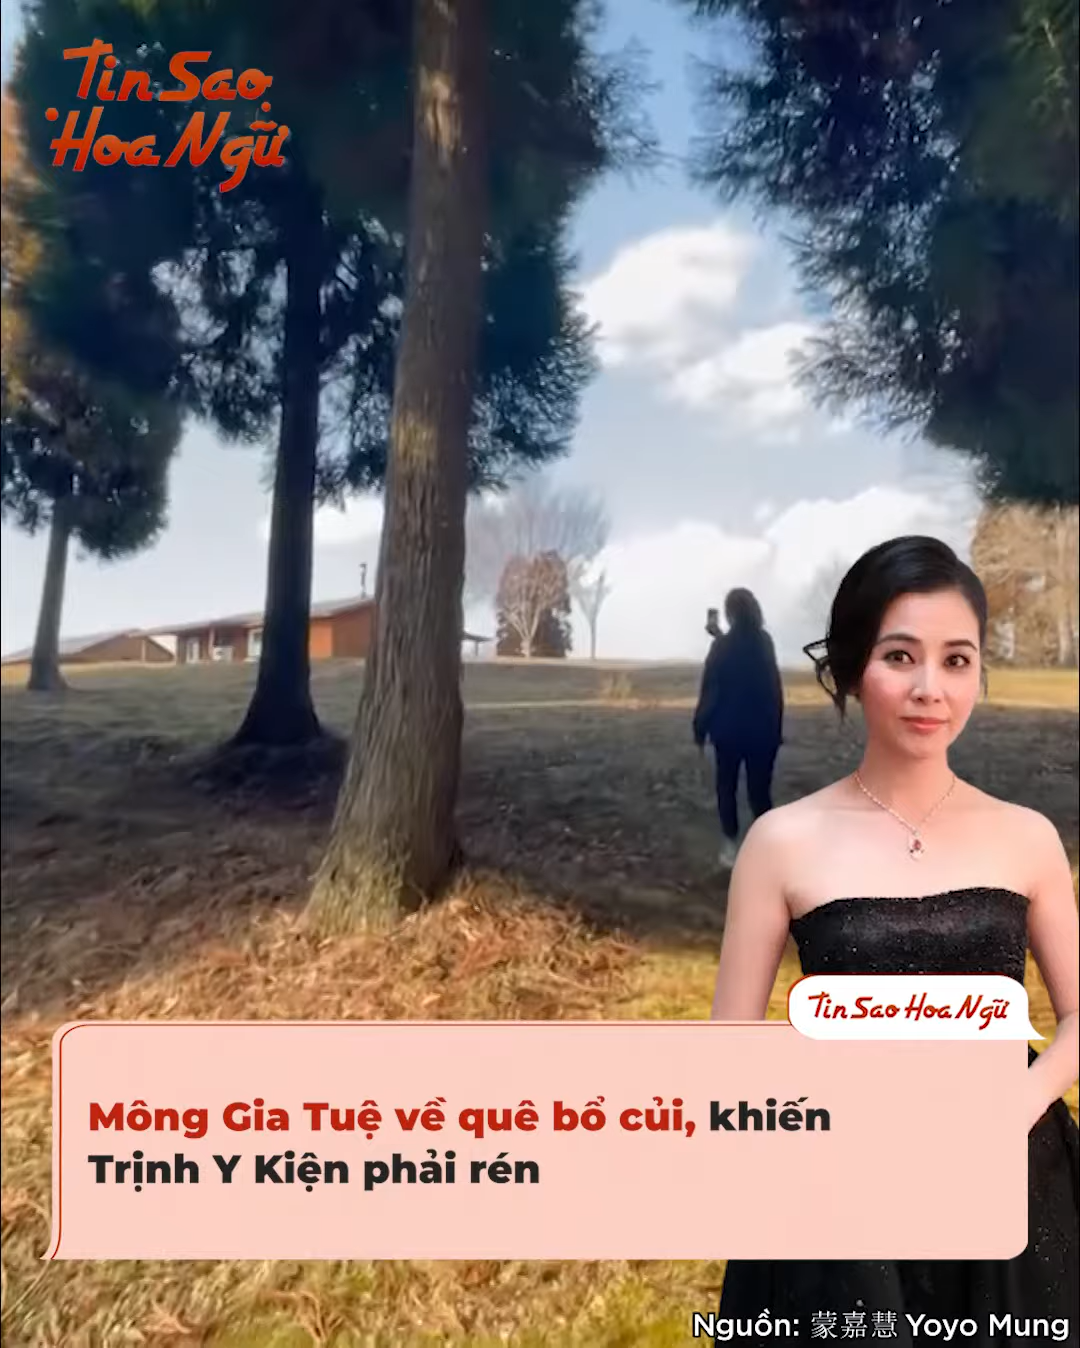 Tin Sao
Hoa Ngữ
Tin Sao Hoa Ngữ
Mông Gia Tuệ về quê bổ củi, khiến
Trịnh Y Kiện phải rén
Nguồn: 蒙嘉慧 Yoyo Mung